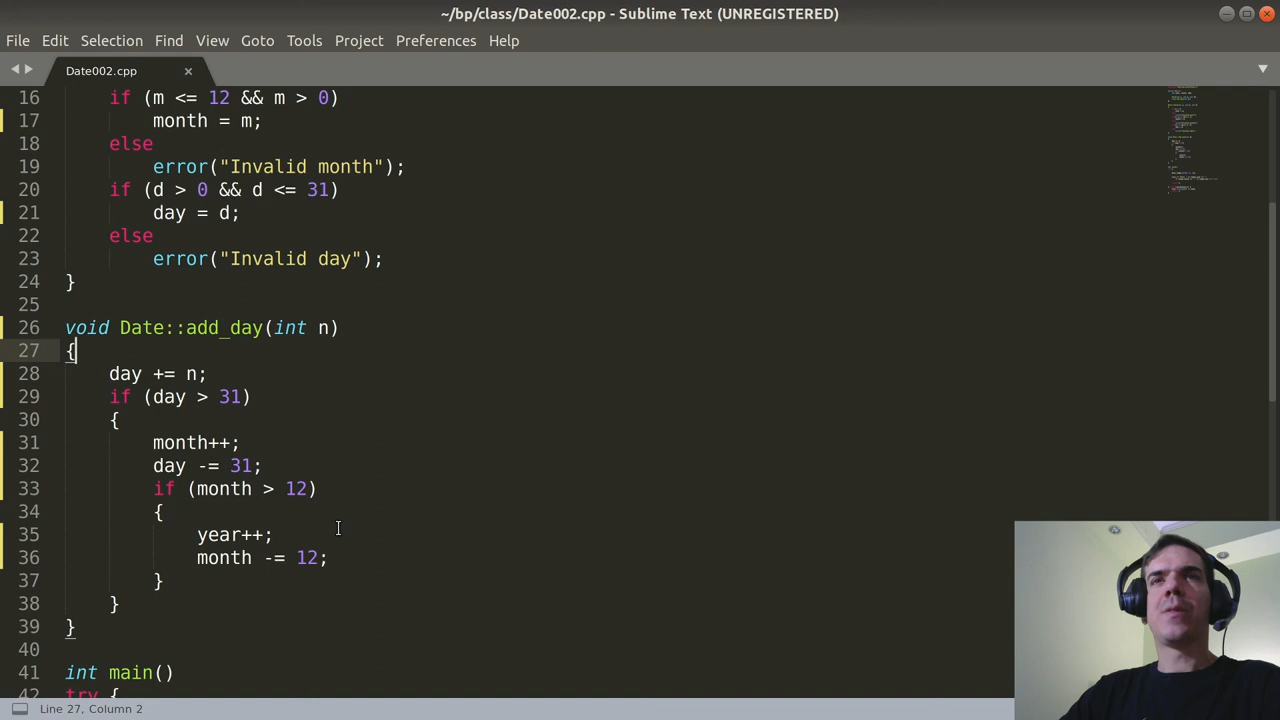 ~/bp/class/Date002.cpp - Sublime Text (UNREGISTERED)
File Edit Selection Find View Goto Tools Project Preferences Help
Date002.cpp
16 if (m <= 12 && m > 0)
17 month = m;
18 else
19 error("Invalid month");
20 if (d > 0 && d <= 31)
21 day = d;
22 else
23 error("Invalid day");
24 }
25
26 void Date::add_day(int n)
27 {
28 day += n;
29 if (day > 31)
30 {
31 month++;
32 day -= 31;
33 if (month > 12)
34 {
35 year++;
36 month -= 12;
37 }
38 }
39 }
40
41 int main()
42 try {
Line 27, Column 2